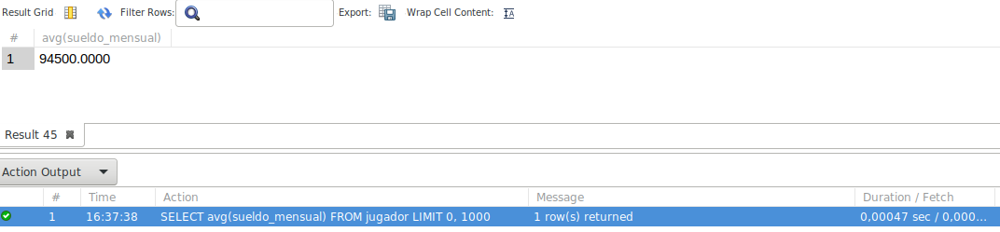 Result Grid Filter Rows: Export: Wrap Cell Content:
# avg(sueldo_mensual)
1 94500.0000
Result 45
Action Output
# Time Action Message Duration / Fetch
1 16:37:38 SELECT avg(sueldo_mensual) FROM jugador LIMIT 0, 1000 1 row(s) returned 0,00047 sec / 0,000...